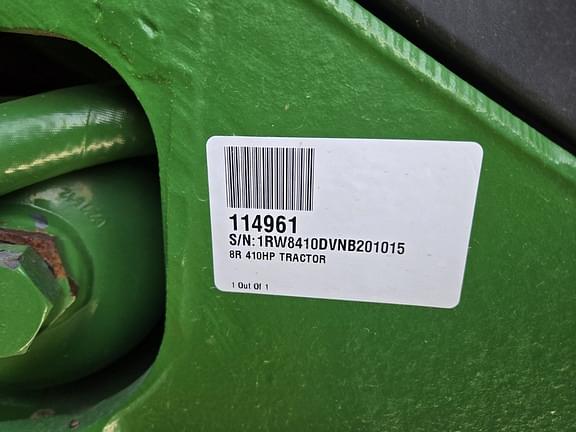 114961
S/N:1RW8410DVNB201015
8R 410HP TRACTOR
1 Out Of 1